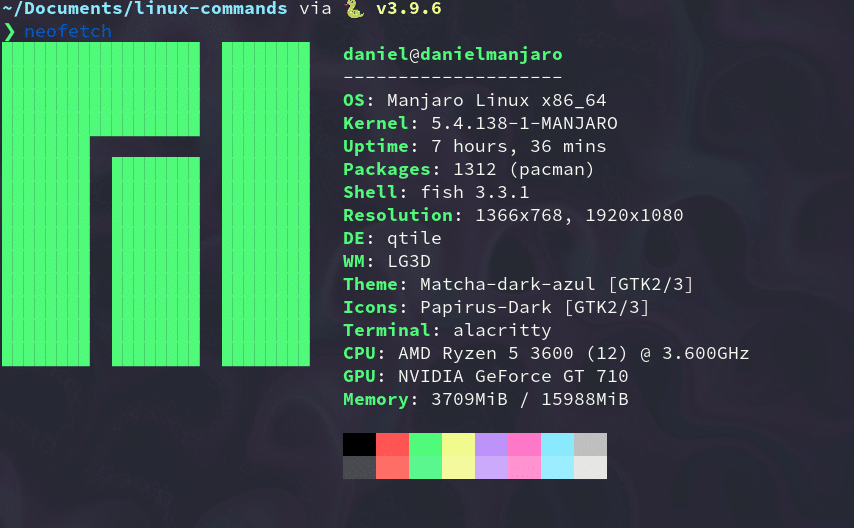 ~/Documents/linux-commands via 🐍 v3.9.6
❯ neofetch
daniel@danielmanjaro
--------------------
OS: Manjaro Linux x86_64
Kernel: 5.4.138-1-MANJARO
Uptime: 7 hours, 36 mins
Packages: 1312 (pacman)
Shell: fish 3.3.1
Resolution: 1366x768, 1920x1080
DE: qtile
WM: LG3D
Theme: Matcha-dark-azul [GTK2/3]
Icons: Papirus-Dark [GTK2/3]
Terminal: alacritty
CPU: AMD Ryzen 5 3600 (12) @ 3.600GHz
GPU: NVIDIA GeForce GT 710
Memory: 3709MiB / 15988MiB